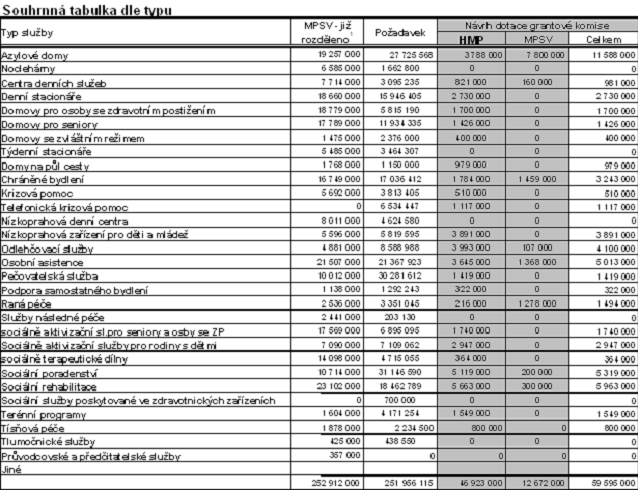 Souhrnná tabulka dle typu
Typ služby MPSV - již rozděleno 1 Požadavek Návrh dotace grantové komise
HMP MPSV Celkem
Azylové domy 19 257 000 27 725 568 3 788 000 7 800 000 11 588 000
Noclehárny 6 585 000 1 662 800 0 0 0
Centra denních služeb 7 714 000 3 095 235 821 000 160 000 981 000
Denní stacionáře 18 660 000 15 946 405 2 730 000 0 2 730 000
Domovy pro osoby se zdravotním postižením 18 779 000 5 815 190 1 700 000 0 1 700 000
Domovy pro seniory 17 789 000 11 934 335 1 426 000 0 1 426 000
Domovy se zvláštním režimem 1 475 000 2 376 000 400 000 0 400 000
Týdenní stacionáře 5 485 000 3 464 307 0 0 0
Domy na půl cesty 1 768 000 1 150 000 979 000 0 979 000
Chráněné bydlení 16 749 000 17 036 412 1 784 000 1 459 000 3 243 000
Krizová pomoc 5 692 000 3 813 405 510 000 0 510 000
Telefonická krizová pomoc 0 6 534 447 1 117 000 0 1 117 000
Nízkoprahová denní centra 8 011 000 4 624 580 0 0 0
Nízkoprahová zařízení pro děti a mládež 5 596 000 5 819 595 3 891 000 0 3 891 000
Odlehčovací služby 4 881 000 8 588 988 3 993 000 107 000 4 100 000
Osobní asistence 21 507 000 21 367 923 3 645 000 1 368 000 5 013 000
Pečovatelská služba 10 012 000 30 281 612 1 419 000 0 1 419 000
Podpora samostatného bydlení 1 138 000 1 292 243 322 000 0 322 000
Raná péče 2 536 000 3 351 045 216 000 1 278 000 1 494 000
Služby následné péče 2 441 000 203 130 0 0 0
sociálně aktivizační sl.pro seniory a osby se ZP 17 569 000 6 895 095 1 740 000 0 1 740 000
Sociálně aktivizační služby pro rodiny s dětmi 7 090 000 7 109 062 2 947 000 0 2 947 000
sociálně terapeutické dílny 14 098 000 4 715 055 364 000 0 364 000
Sociální poradenství 10 714 000 31 146 590 5 119 000 200 000 5 319 000
Sociální rehabilitace 23 102 000 18 462 789 5 663 000 300 000 5 963 000
Sociální služby poskytované ve zdravotnických zařízeních 0 700 000 0 0 0
Terénní programy 1 604 000 4 171 254 1 549 000 0 1 549 000
Tísňová péče 1 878 000 2 234 500 800 000 0 800 000
Tlumočnické služby 425 000 438 550 0 0 0
Průvodcovské a předčitatelské služby 357 000 0 0 0 0
Jiné
252 912 000 251 956 115 46 923 000 12 672 000 59 595 000